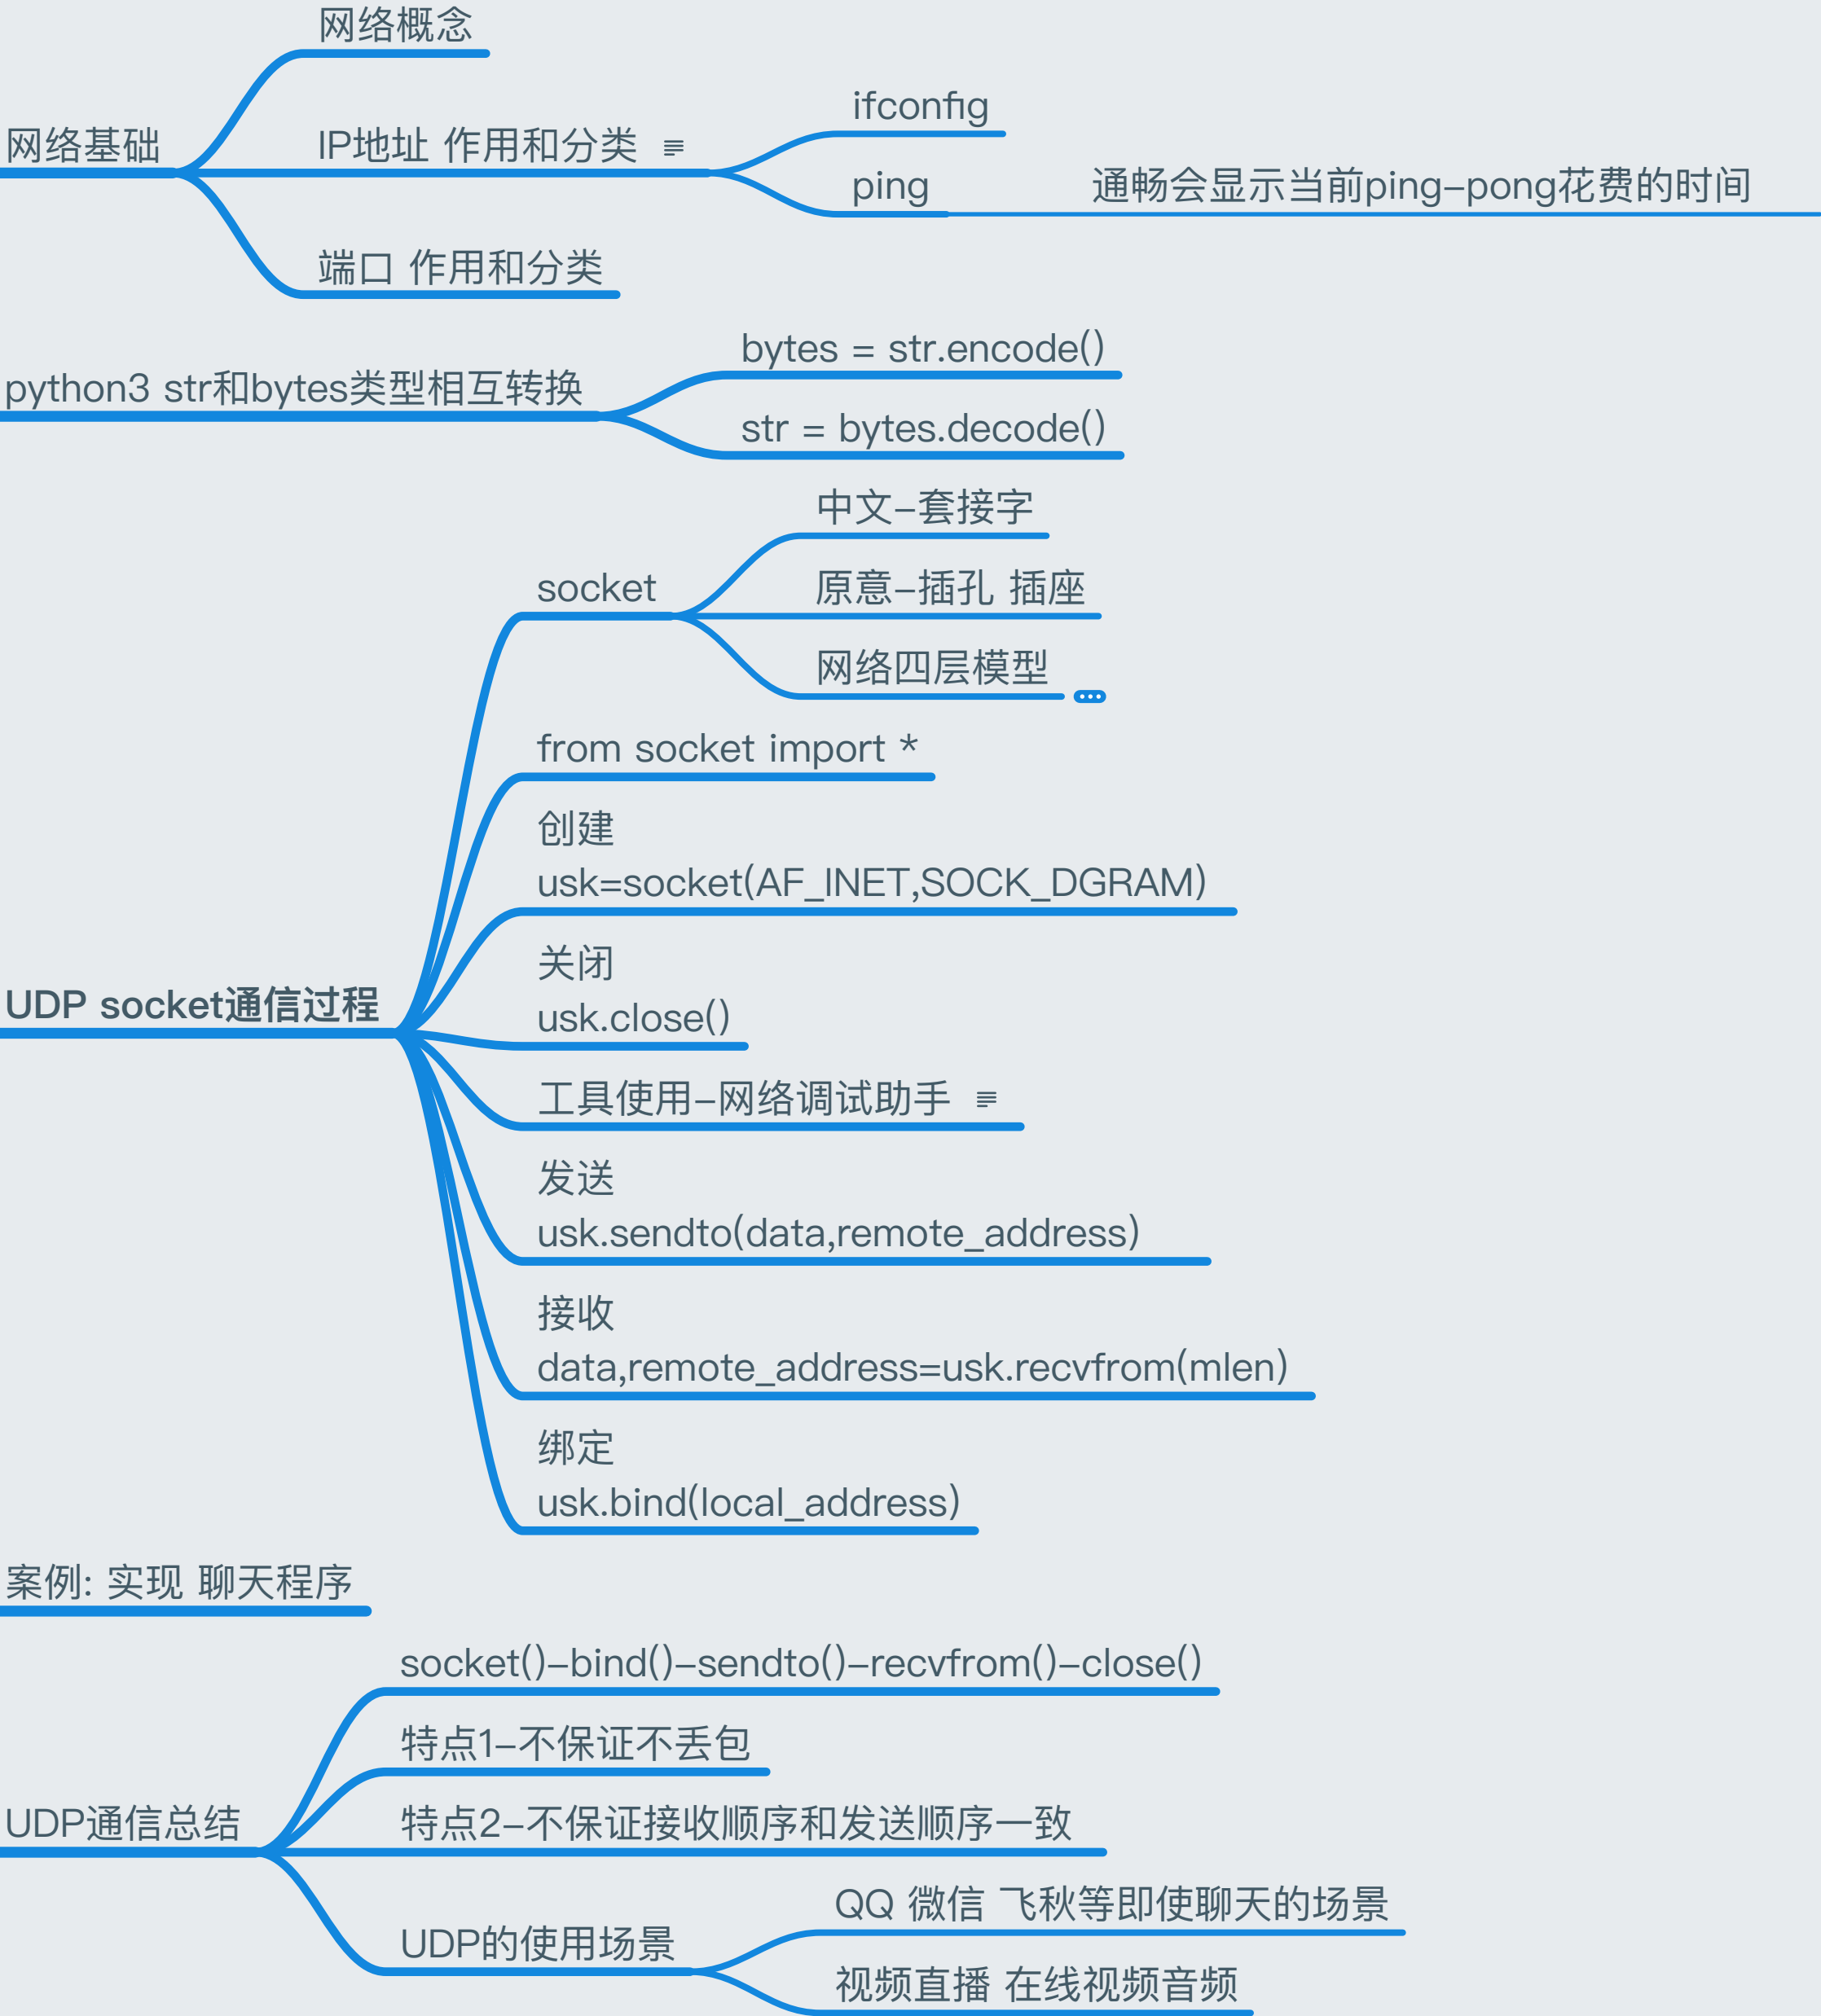 网络概念
网络基础
IP地址 作用和分类
ifconfig
ping
通畅会显示当前ping-pong花费的时间
端口 作用和分类
python3 str和bytes类型相互转换
bytes = str.encode()
str = bytes.decode()
UDP socket通信过程
socket
中文-套接字
原意-插孔 插座
网络四层模型
from socket import *
创建
usk=socket(AF_INET,SOCK_DGRAM)
关闭
usk.close()
工具使用-网络调试助手
发送
usk.sendto(data,remote_address)
接收
data,remote_address=usk.recvfrom(mlen)
绑定
usk.bind(local_address)
案例: 实现 聊天程序
UDP通信总结
socket()-bind()-sendto()-recvfrom()-close()
特点1-不保证不丢包
特点2-不保证接收顺序和发送顺序一致
UDP的使用场景
QQ 微信 飞秋等即使聊天的场景
视频直播 在线视频音频